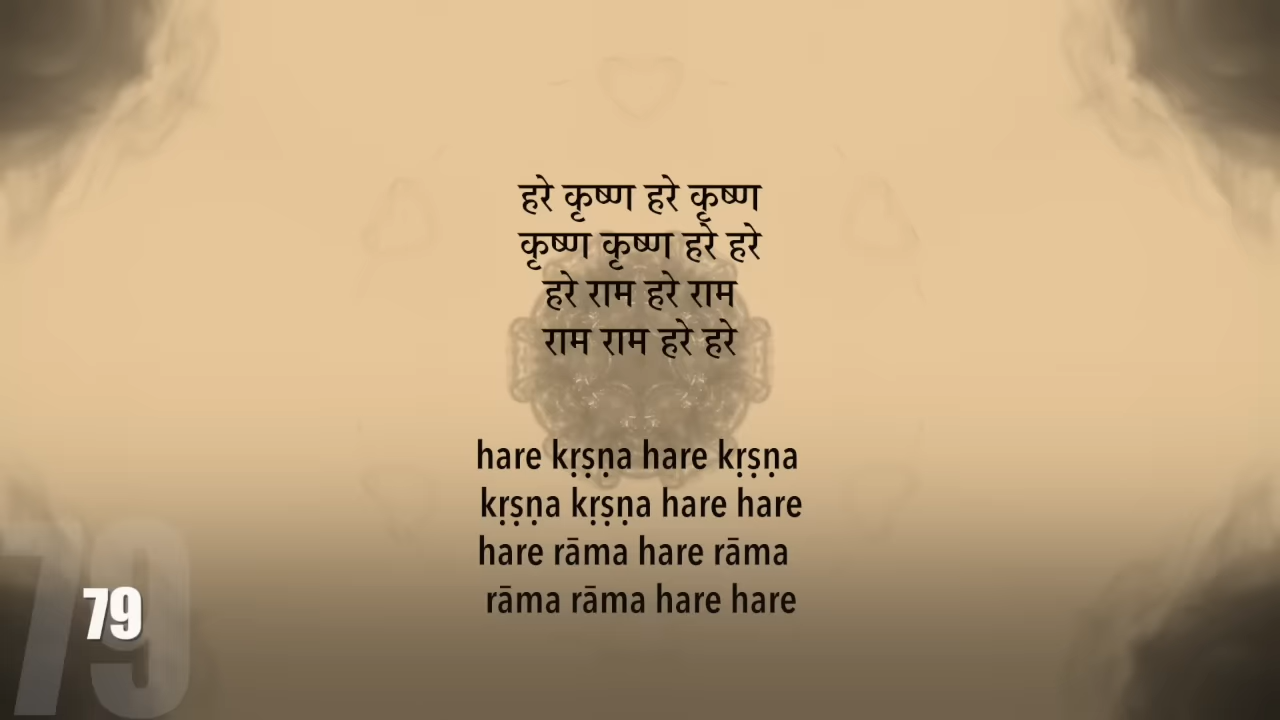 हरे कृष्ण हरे कृष्ण
कृष्ण कृष्ण हरे हरे
हरे राम हरे राम
राम राम हरे हरे
hare kṛṣṇa hare kṛṣṇa
kṛṣṇa kṛṣṇa hare hare
hare rāma hare rāma
rāma rāma hare hare
79
79